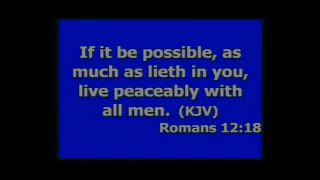 If it be possible, as
much as lieth in you,
live peaceably with
all men. (KJV)
Romans 12:18